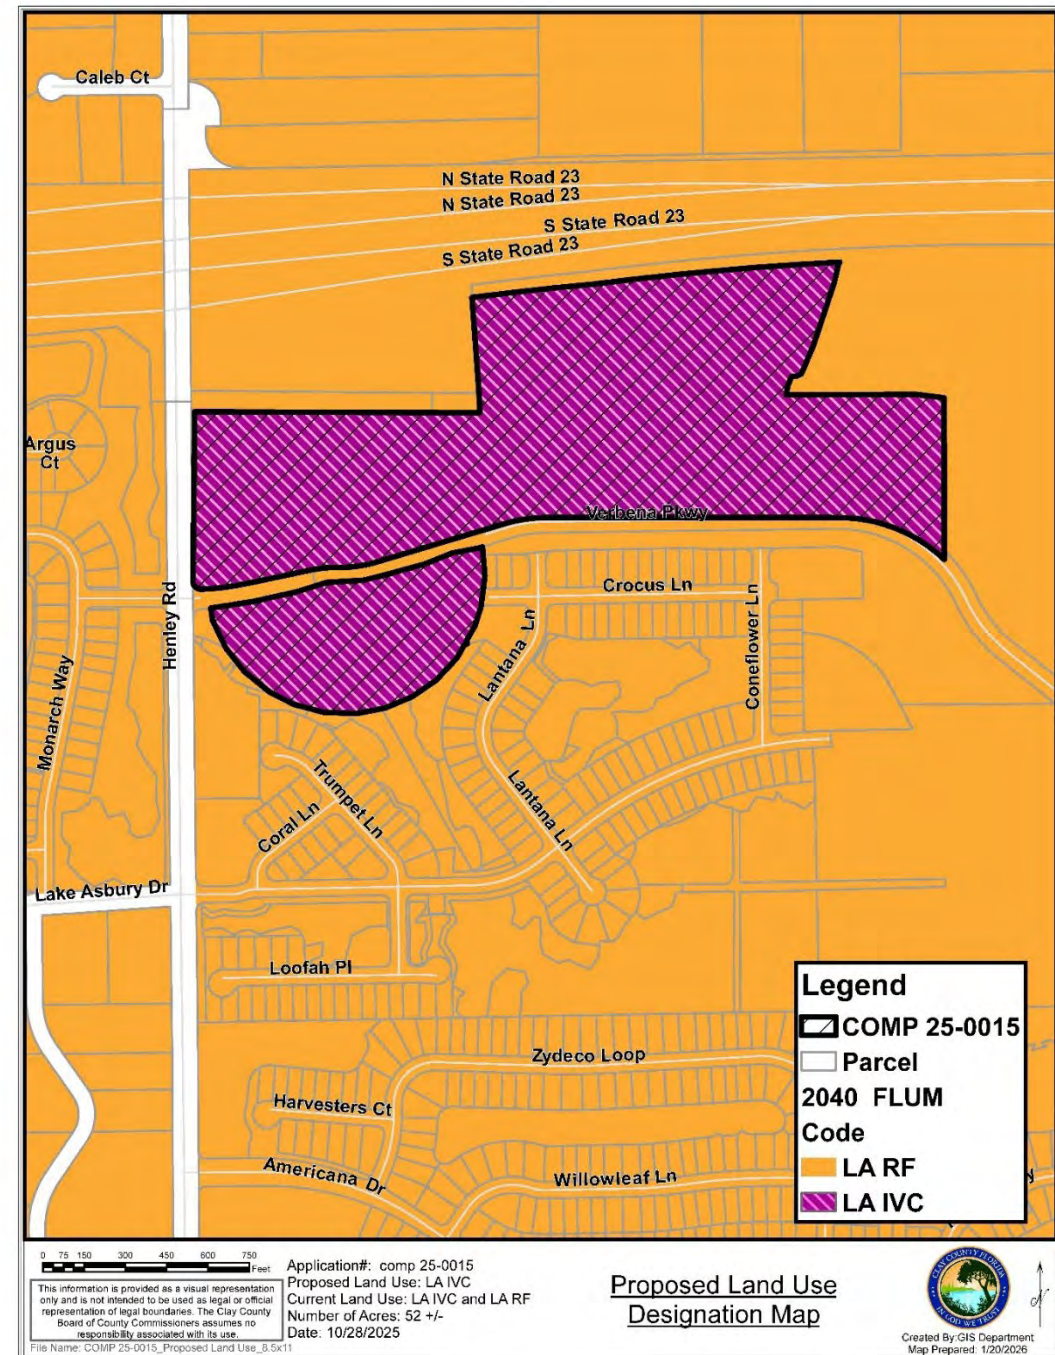 Caleb Ct
N State Road 23
N State Road 23
S State Road 23
S State Road 23
Argus
Ct
Verbena Pkwy
Crocus Ln
Henley Rd
Lantana Ln
Coneflower Ln
Monarch Way
Trumpet Ln
Coral Ln
Lantana Ln
Lake Asbury Dr
Loofah Pl
Zydeco Loop
Harvesters Ct
Americana Dr
Willowleaf Ln
Legend
COMP 25-0015
Parcel
2040 FLUM
Code
LA RF
LA IVC
0 75 150 300 450 600 750
Feet
This information is provided as a visual representation
only and is not intended to be used as legal or official
representation of legal boundaries. The Clay County
Board of County Commissioners assumes no
responsibility associated with its use.
File Name: COMP 25-0015_Proposed Land Use_8.5x11
Application#: comp 25-0015
Proposed Land Use: LA IVC
Current Land Use: LA IVC and LA RF
Number of Acres: 52 +/-
Date: 10/28/2025
Proposed Land Use
Designation Map
CLAY COUNTY FLORIDA
IN GOD WE TRUST
N
Created By:GIS Department
Map Prepared: 1/20/2026